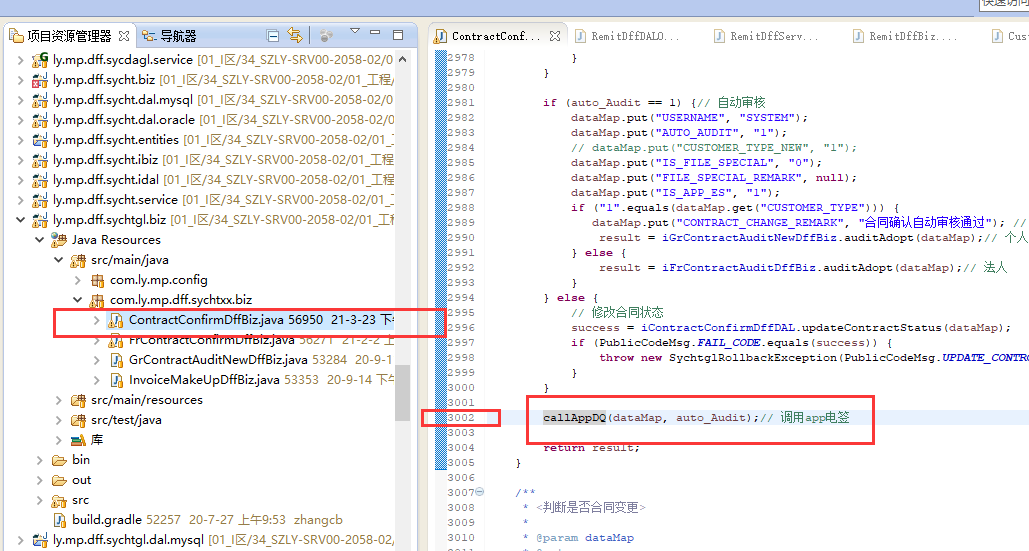 快速访问
项目资源管理器
导航器
ly.mp.dff.sycdagl.service [01_I区/34_SZLY-SRV00-2058-02/0
ly.mp.dff.sycht.biz [01_I区/34_SZLY-SRV00-2058-02/01_工程/
ly.mp.dff.sycht.dal.mysql [01_I区/34_SZLY-SRV00-2058-02/0
ly.mp.dff.sycht.dal.oracle [01_I区/34_SZLY-SRV00-2058-02/0
ly.mp.dff.sycht.entities [01_I区/34_SZLY-SRV00-2058-02/01
ly.mp.dff.sycht.ibiz [01_I区/34_SZLY-SRV00-2058-02/01_工程
ly.mp.dff.sycht.idal [01_I区/34_SZLY-SRV00-2058-02/01_工程
ly.mp.dff.sycht.service [01_I区/34_SZLY-SRV00-2058-02/01_
ly.mp.dff.sychtgl.biz [01_I区/34_SZLY-SRV00-2058-02/01_工
Java Resources
src/main/java
com.ly.mp.config
com.ly.mp.dff.sychtxx.biz
ContractConfirmDffBiz.java 56950 21-3-23 下
FrContractConfirmDffBiz.java 56271 21-2-2 上
GrContractAuditNewDffBiz.java 53284 20-9-1
InvoiceMakeUpDffBiz.java 53353 20-9-14 下午
src/main/resources
src/test/java
库
bin
out
src
build.gradle 52257 20-7-27 上午9:53 zhangcb
ly.mp.dff.sychtgl.dal.mysql [01_I区/34_SZLY-SRV00-2058-02/
ContractConf...
RemitDffDALO...
RemitDffServ...
RemitDffBiz....
Cus
2978 }
2979 }
2980
2981 if (auto_Audit == 1) {// 自动审核
2982 dataMap.put("USERNAME", "SYSTEM");
2983 dataMap.put("AUTO_AUDIT", "1");
2984 // dataMap.put("CUSTOMER_TYPE_NEW", "1");
2985 dataMap.put("IS_FILE_SPECIAL", "0");
2986 dataMap.put("FILE_SPECIAL_REMARK", null);
2987 dataMap.put("IS_APP_ES", "1");
2988 if ("1".equals(dataMap.get("CUSTOMER_TYPE"))) {
2989 dataMap.put("CONTRACT_CHANGE_REMARK", "合同确认自动审核通过"); //
2990 result = iGrContractAuditNewDffBiz.auditAdopt(dataMap);// 个人
2991 } else {
2992 result = iFrContractAuditDffBiz.auditAdopt(dataMap);// 法人
2993 }
2994 } else {
2995 // 修改合同状态
2996 success = iContractConfirmDffDAL.updateContractStatus(dataMap);
2997 if (PublicCodeMsg.FAIL_CODE.equals(success)) {
2998 throw new SychtglRollbackException(PublicCodeMsg.UPDATE_CONTRO
2999 }
3000 }
3001
3002 callAppDQ(dataMap, auto_Audit);// 调用app电签
3003
3004 return result;
3005 }
3006
3007 /**
3008 * <判断是否合同变更>
3009 *
3010 * @param dataMap